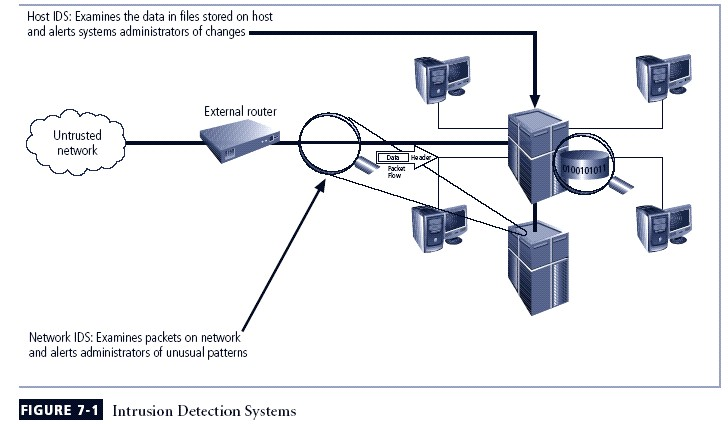 Host IDS: Examines the data in files stored on host
and alerts systems administrators of changes
External router
Untrusted
network
Data
Header
Packet
Flow
0100101011
Network IDS: Examines packets on network
and alerts administrators of unusual patterns
FIGURE 7-1 Intrusion Detection Systems